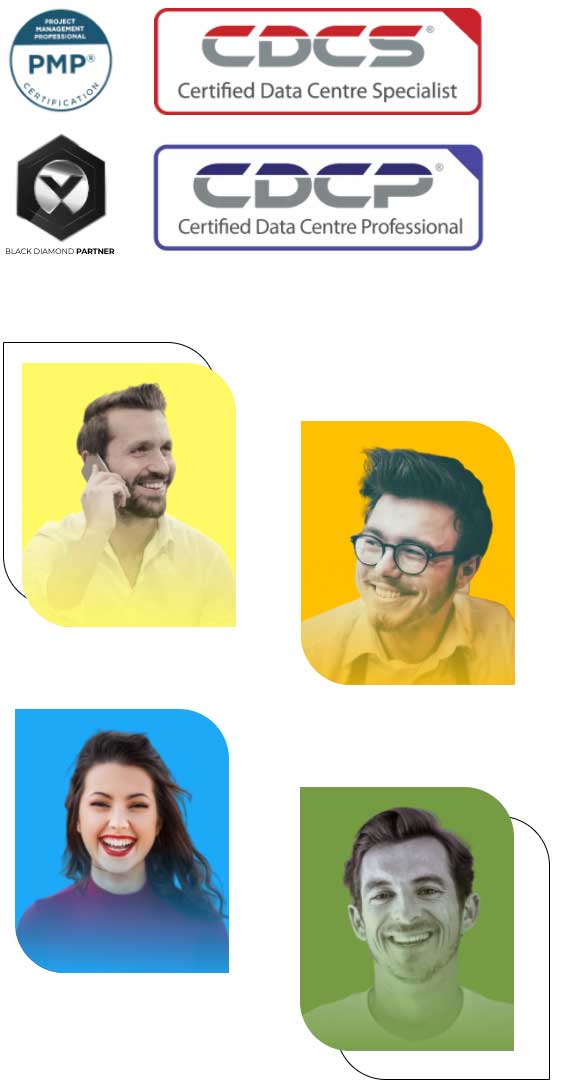 PROJECT
MANAGEMENT
PROFESSIONAL
PMP®
CERTIFICATION
CDCS®
Certified Data Centre Specialist
BLACK DIAMOND PARTNER
CDCP®
Certified Data Centre Professional